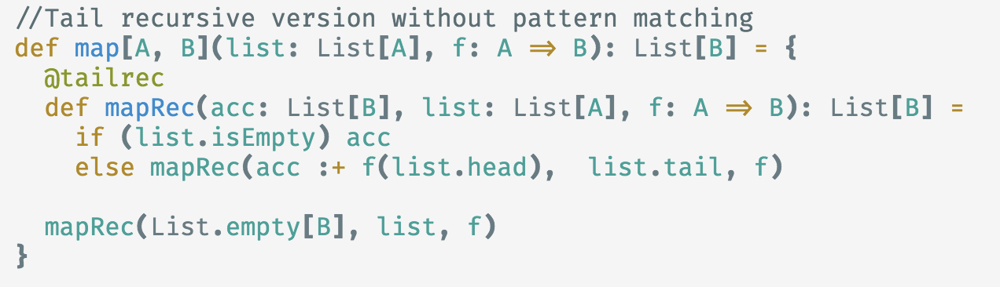 //Tail recursive version without pattern matching
def map[A, B](list: List[A], f: A ⇒ B): List[B] = {
  @tailrec
  def mapRec(acc: List[B], list: List[A], f: A ⇒ B): List[B] =
    if (list.isEmpty) acc
    else mapRec(acc :+ f(list.head),  list.tail, f)

  mapRec(List.empty[B], list, f)
}